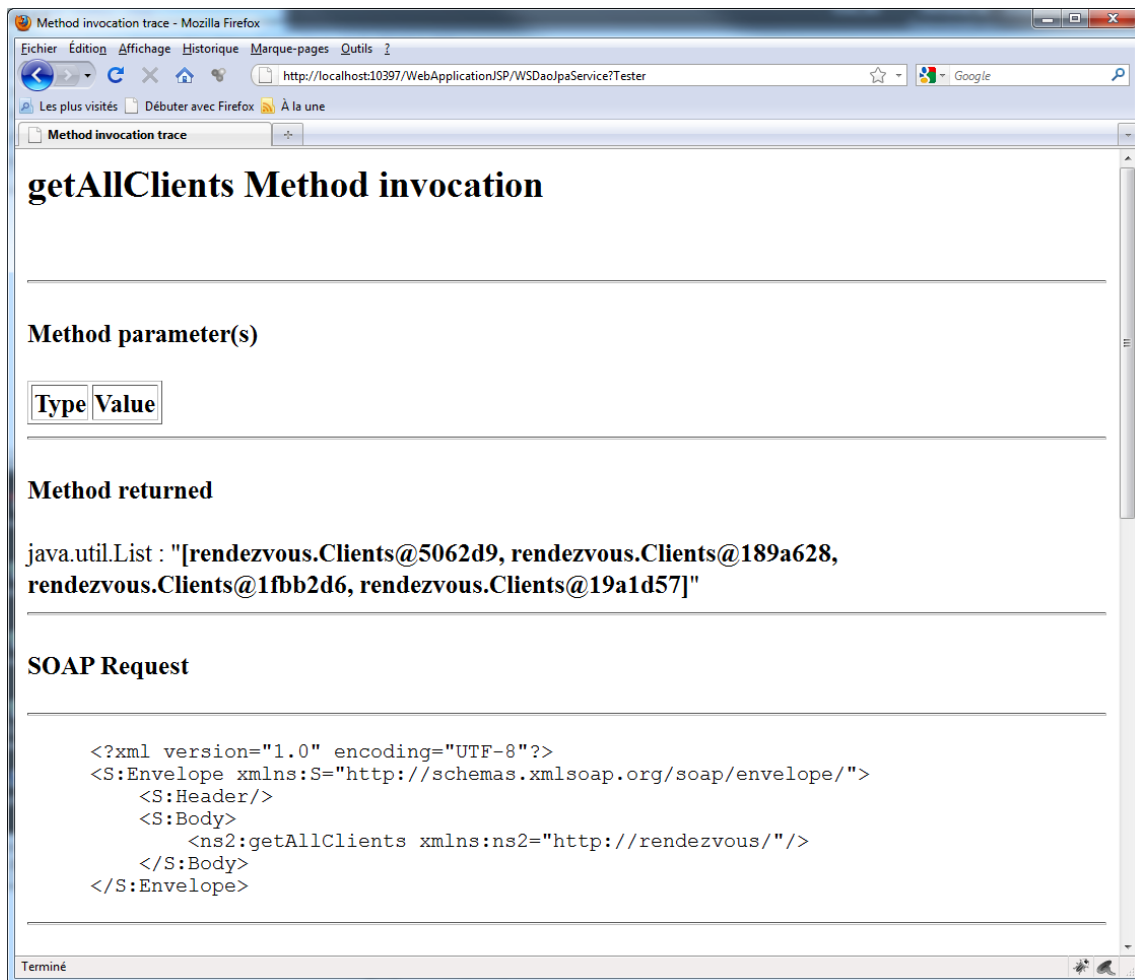 Method invocation trace - Mozilla Firefox
Fichier Édition Affichage Historique Marque-pages Outils ?
http://localhost:10397/WebApplicationJSP/WSDaoJpaService?Tester
Google
Les plus visités Débuter avec Firefox À la une
Method invocation trace
getAllClients Method invocation
Method parameter(s)
Type Value
Method returned
java.util.List : "[rendezvous.Clients@5062d9, rendezvous.Clients@189a628,
rendezvous.Clients@1fbb2d6, rendezvous.Clients@19a1d57]"
SOAP Request
<?xml version="1.0" encoding="UTF-8"?>
<S:Envelope xmlns:S="http://schemas.xmlsoap.org/soap/envelope/">
<S:Header/>
<S:Body>
<ns2:getAllClients xmlns:ns2="http://rendezvous/"/>
</S:Body>
</S:Envelope>
Terminé